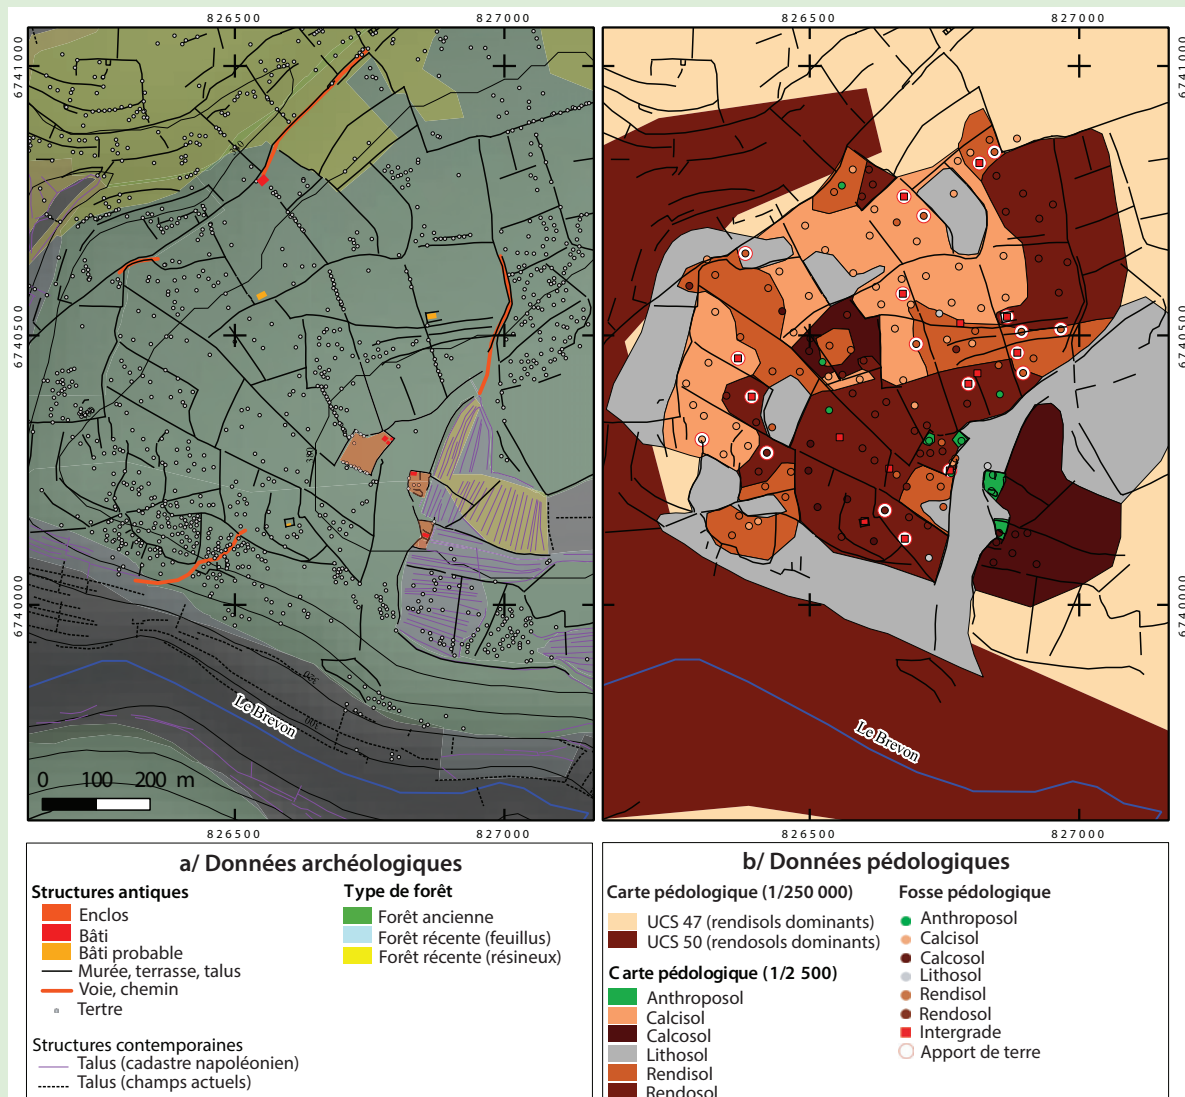 826500 827000
826500 827000
6741000
6740500
6740000
6741000
6740500
6740000
Le Brevon
Le Brevon
0 100 200 m
826500 827000
826500 827000
a/ Données archéologiques
Structures antiques
Enclos
Bâti
Bâti probable
Murée, terrasse, talus
Voie, chemin
Tertre
Structures contemporaines
Talus (cadastre napoléonien)
Talus (champs actuels)
Type de forêt
Forêt ancienne
Forêt récente (feuillus)
Forêt récente (résineux)
b/ Données pédologiques
Carte pédologique (1/250 000)
UCS 47 (rendisols dominants)
UCS 50 (rendosols dominants)
Carte pédologique (1/2 500)
Anthroposol
Calcisol
Calcosol
Lithosol
Rendisol
Rendosol
Fosse pédologique
Anthroposol
Calcisol
Calcosol
Lithosol
Rendisol
Rendosol
Intergrade
Apport de terre